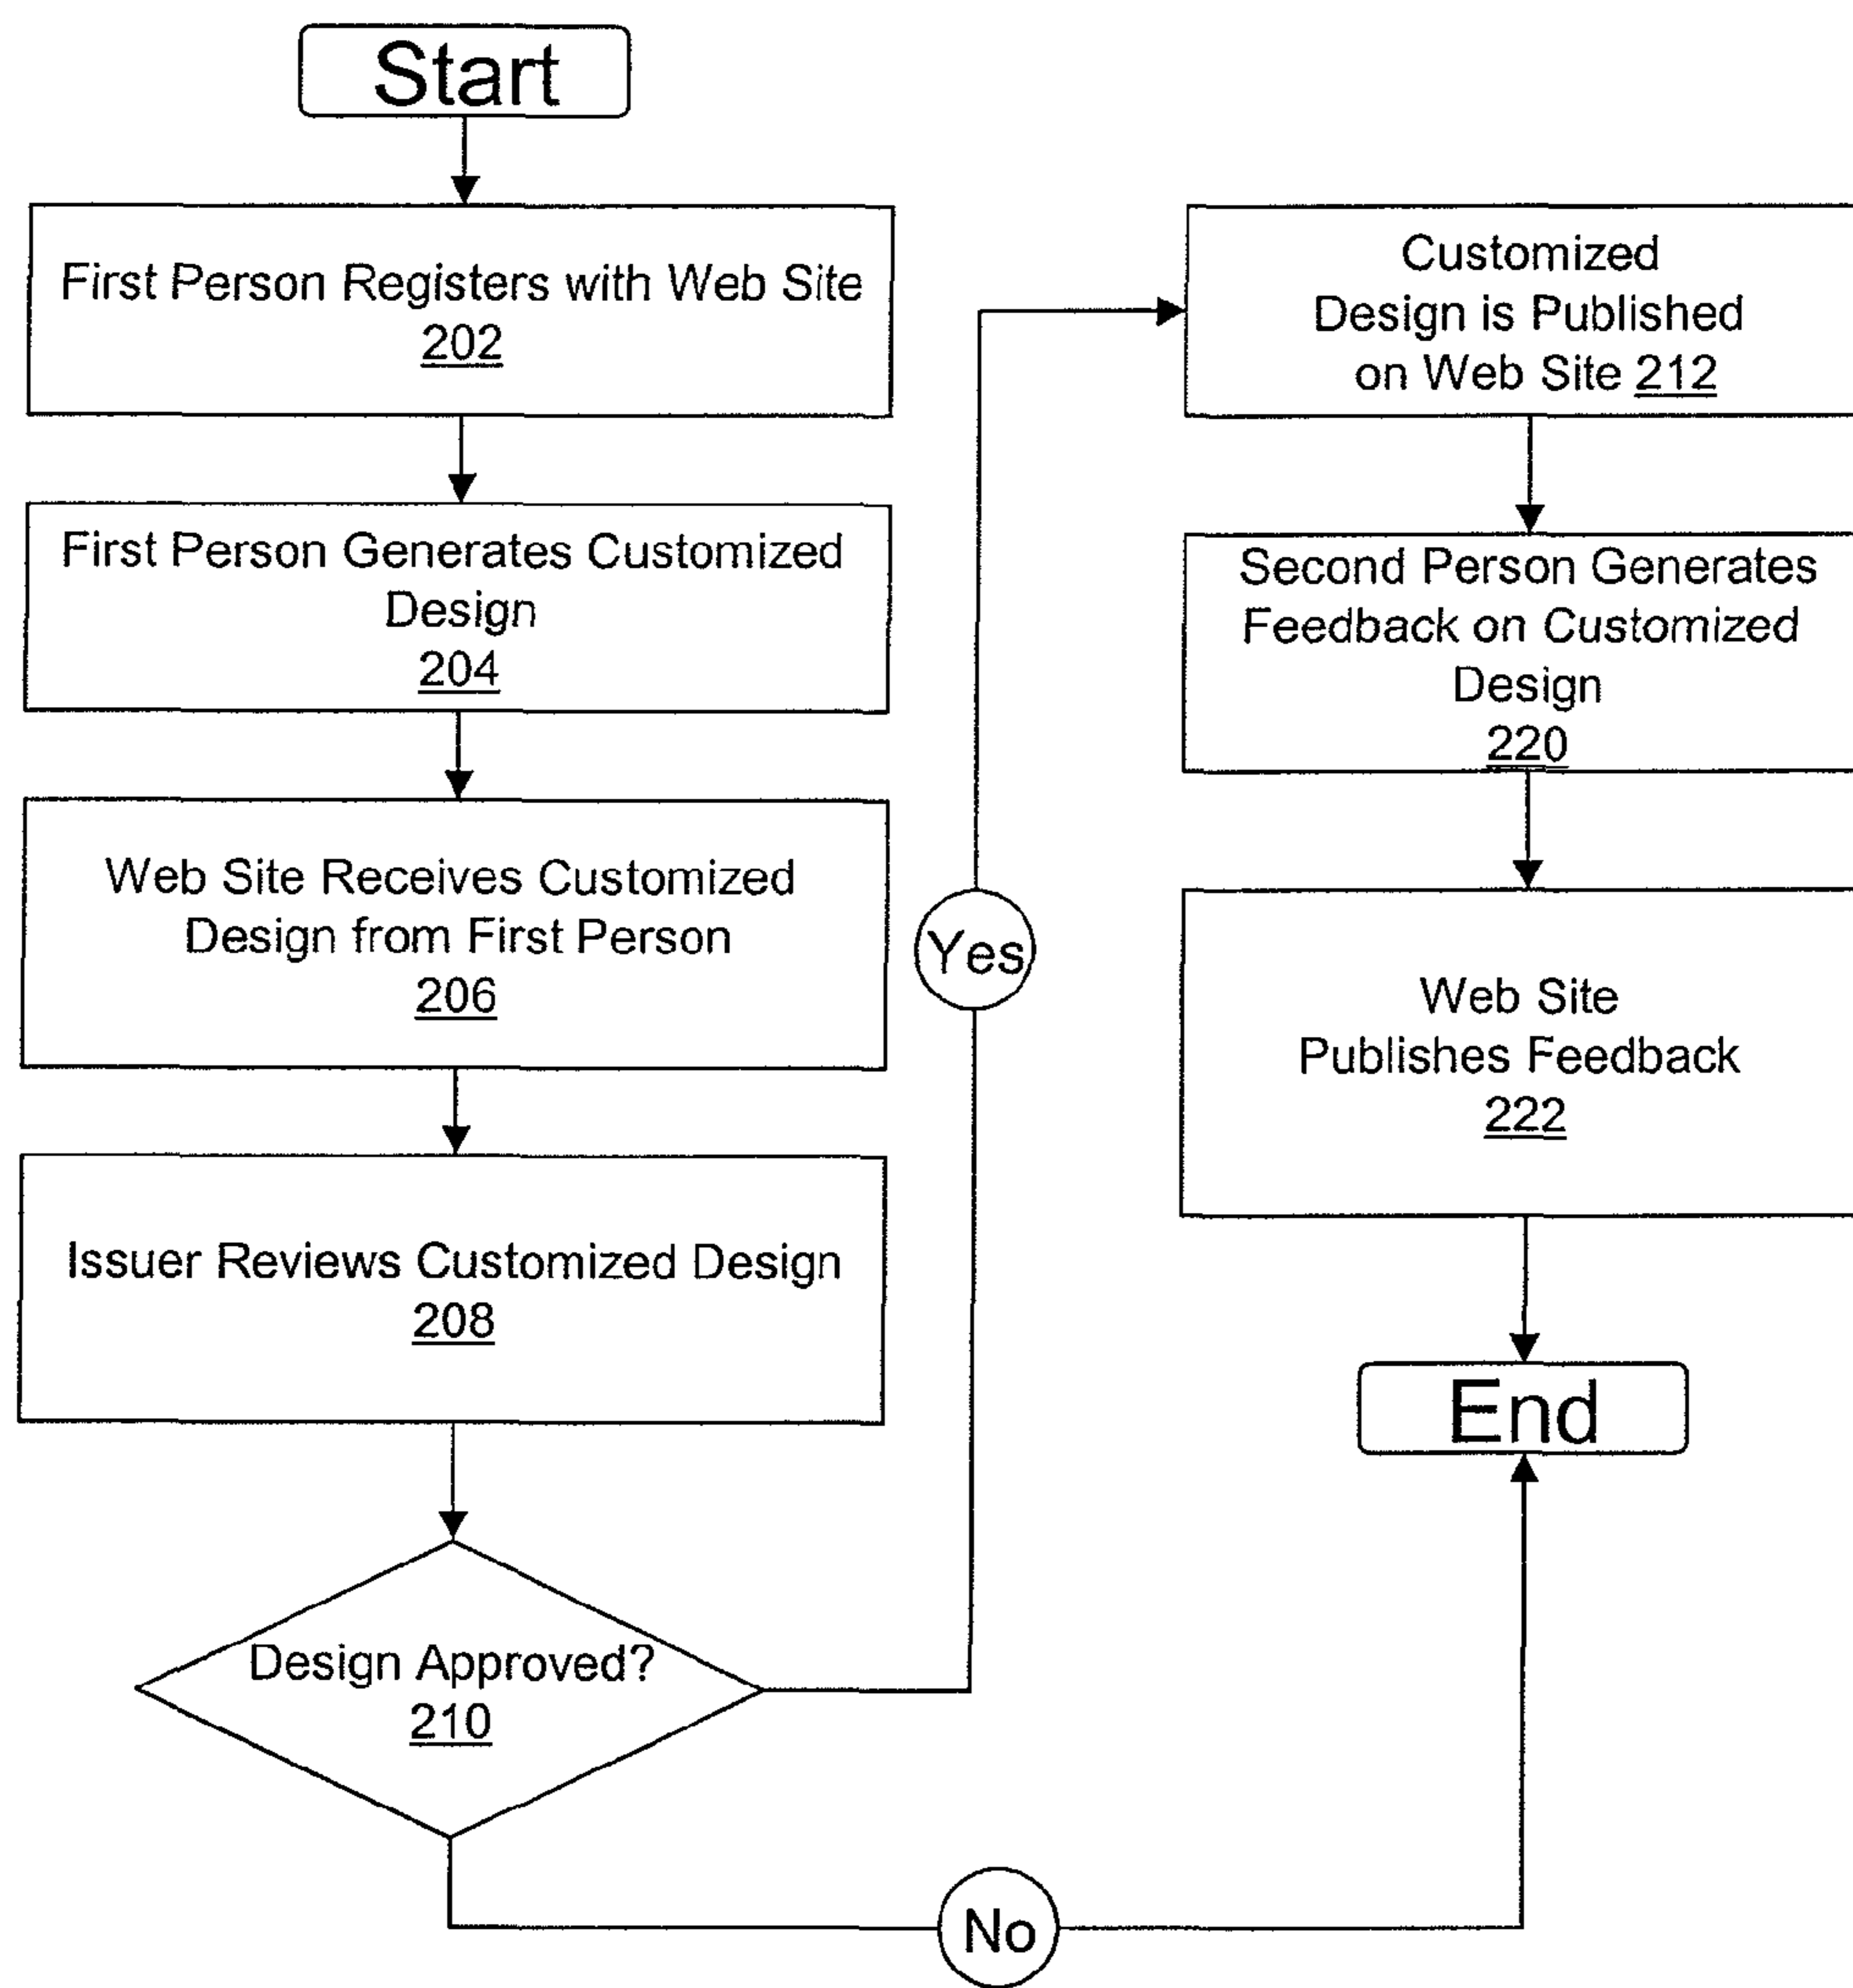 Start
First Person Registers with Web Site
202
First Person Generates Customized
Design
204
Web Site Receives Customized
Design from First Person
206
Issuer Reviews Customized Design
208
Design Approved?
210
Yes
No
Customized
Design is Published
on Web Site 212
Second Person Generates
Feedback on Customized
Design
220
Web Site
Publishes Feedback
222
End